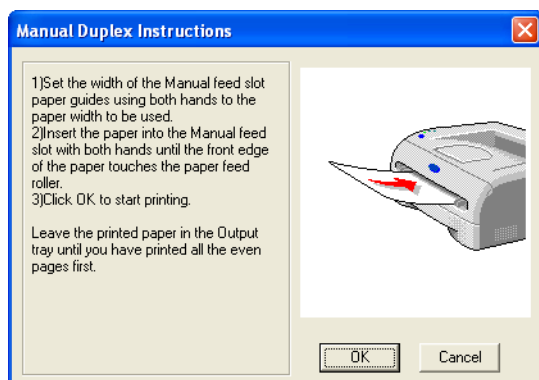 Manual Duplex Instructions
1)Set the width of the Manual feed slot
paper guides using both hands to the
paper width to be used.
2)Insert the paper into the Manual feed
slot with both hands until the front edge
of the paper touches the paper feed
roller.
3)Click OK to start printing.
Leave the printed paper in the Output
tray until you have printed all the even
pages first.
OK
Cancel